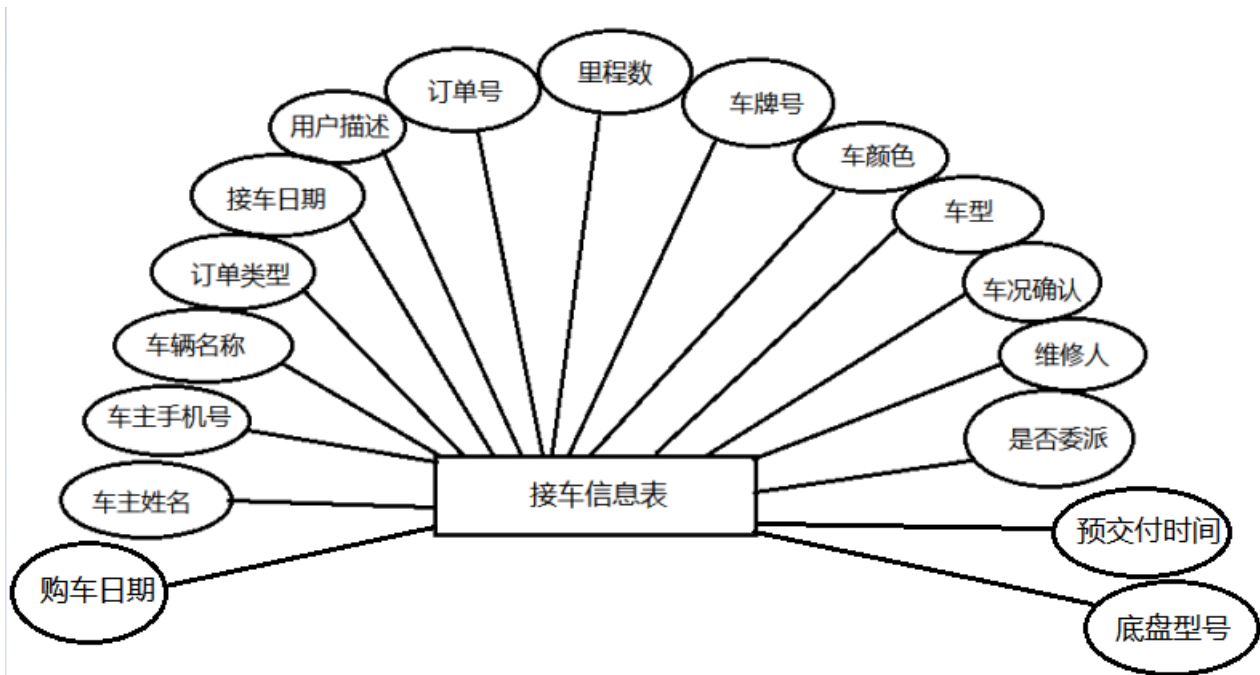 里程数
订单号
车牌号
用户描述
车颜色
接车日期
车型
订单类型
车况确认
车辆名称
维修人
车主手机号
是否委派
车主姓名
接车信息表
预交付时间
购车日期
底盘型号